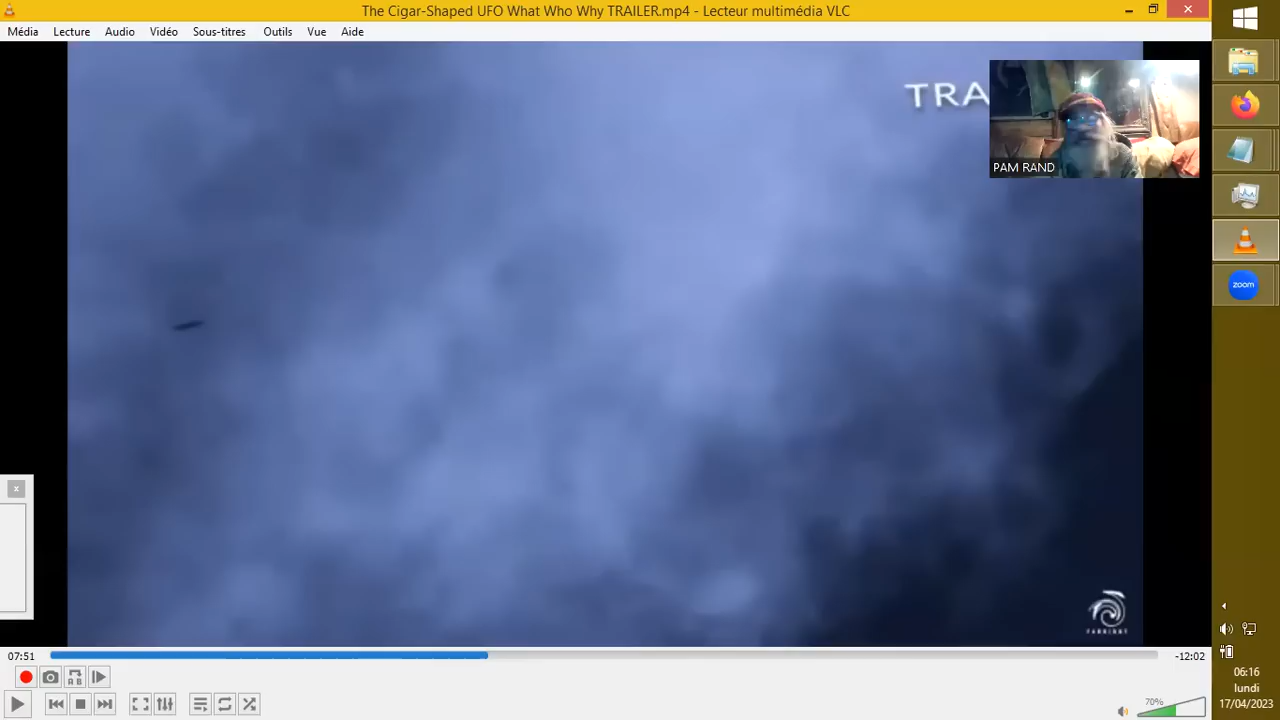 The Cigar-Shaped UFO What Who Why TRAILER.mp4 - Lecteur multimédia VLC
Média Lecture Audio Vidéo Sous-titres Outils Vue Aide
TRA
PAM RAND
zoom
07:51
-12:02
06:16
lundi
17/04/2023
70%